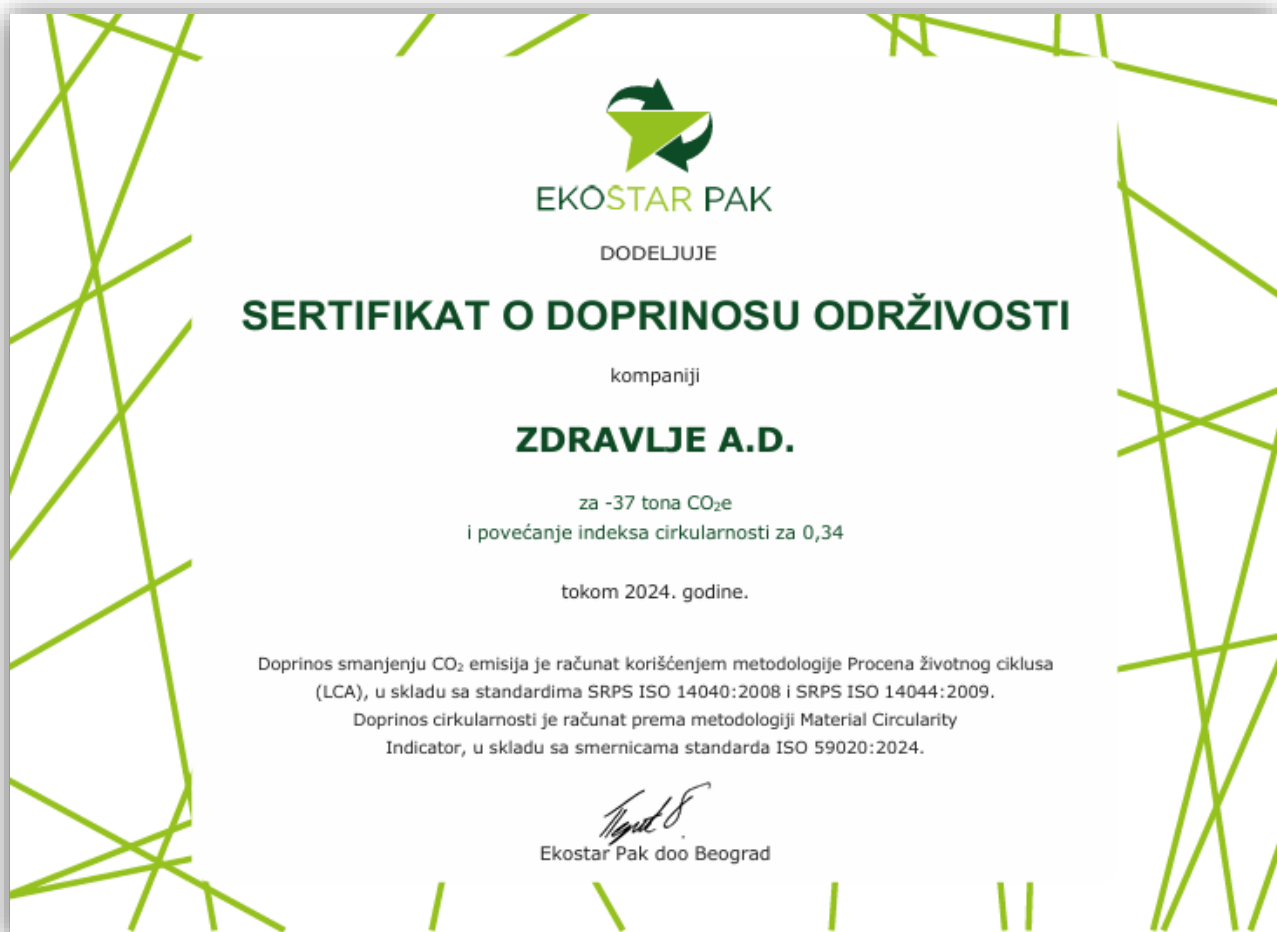 EKOSTAR PAK
DODELJUJE
SERTIFIKAT O DOPRINOSU ODRŽIVOSTI
kompaniji
ZDRAVLJE A.D.
za -37 tona CO₂e
i povećanje indeksa cirkularnosti za 0,34
tokom 2024. godine.
Doprinos smanjenju CO₂ emisija je računat korišćenjem metodologije Procena životnog ciklusa
(LCA), u skladu sa standardima SRPS ISO 14040:2008 i SRPS ISO 14044:2009.
Doprinos cirkularnosti je računat prema metodologiji Material Circularity
Indicator, u skladu sa smernicama standarda ISO 59020:2024.
Ekostar Pak doo Beograd